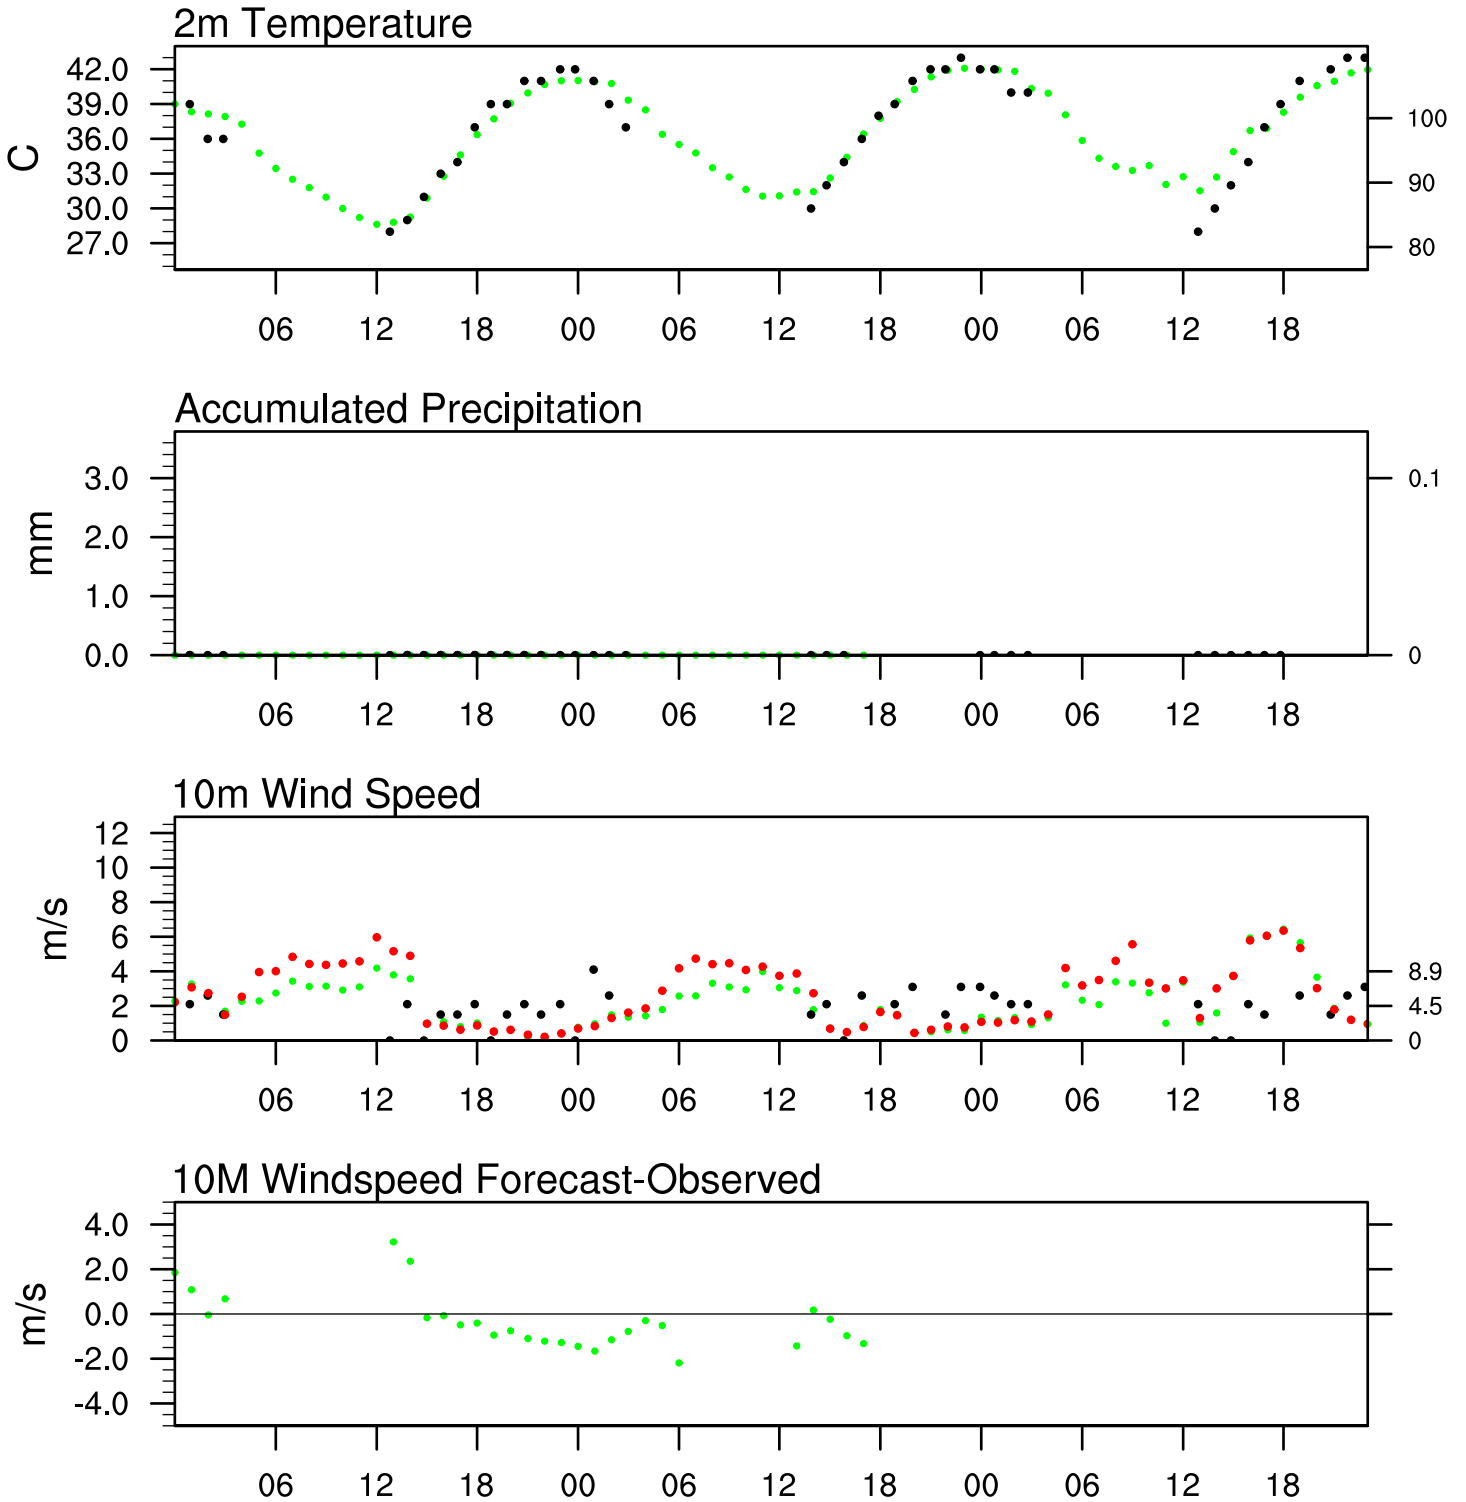 2m Temperature
42.0
39.0
36.0
33.0
30.0
27.0
C
100
90
80
06 12 18 00 06 12 18 00 06 12 18
Accumulated Precipitation
3.0
2.0
1.0
0.0
mm
0.1
0
06 12 18 00 06 12 18 00 06 12 18
10m Wind Speed
12
10
8
6
4
2
0
m/s
8.9
4.5
0
06 12 18 00 06 12 18 00 06 12 18
10M Windspeed Forecast-Observed
4.0
2.0
0.0
-2.0
-4.0
m/s
06 12 18 00 06 12 18 00 06 12 18